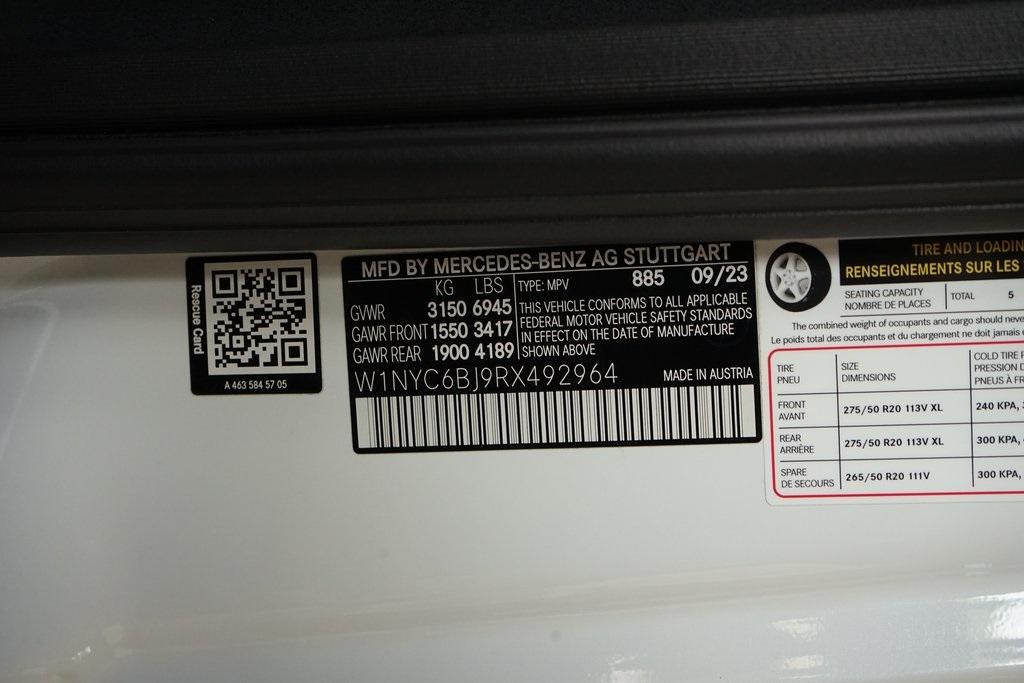 Rescue Card
A 463 584 57 05
MFD BY MERCEDES-BENZ AG STUTTGART
KG LBS
GVWR 3150 6945
GAWR FRONT 1550 3417
GAWR REAR 1900 4189
TYPE: MPV 885 09/23
THIS VEHICLE CONFORMS TO ALL APPLICABLE
FEDERAL MOTOR VEHICLE SAFETY STANDARDS
IN EFFECT ON THE DATE OF MANUFACTURE
SHOWN ABOVE
W1NYC6BJ9RX492964 MADE IN AUSTRIA
TIRE AND LOADIN
RENSEIGNEMENTS SUR LES
SEATING CAPACITY
NOMBRE DE PLACES
TOTAL 5
The combined weight of occupants and cargo should neve
Le poids total des occupants et du chargement ne doit jamais
TIRE
PNEU
SIZE
DIMENSIONS
COLD TIRE
PRESSION D
PNEUS À FR
FRONT
AVANT
275/50 R20 113V XL
240 KPA,
REAR
ARRIÈRE
275/50 R20 113V XL
300 KPA,
SPARE
DE SECOURS
265/50 R20 111V
300 KPA,